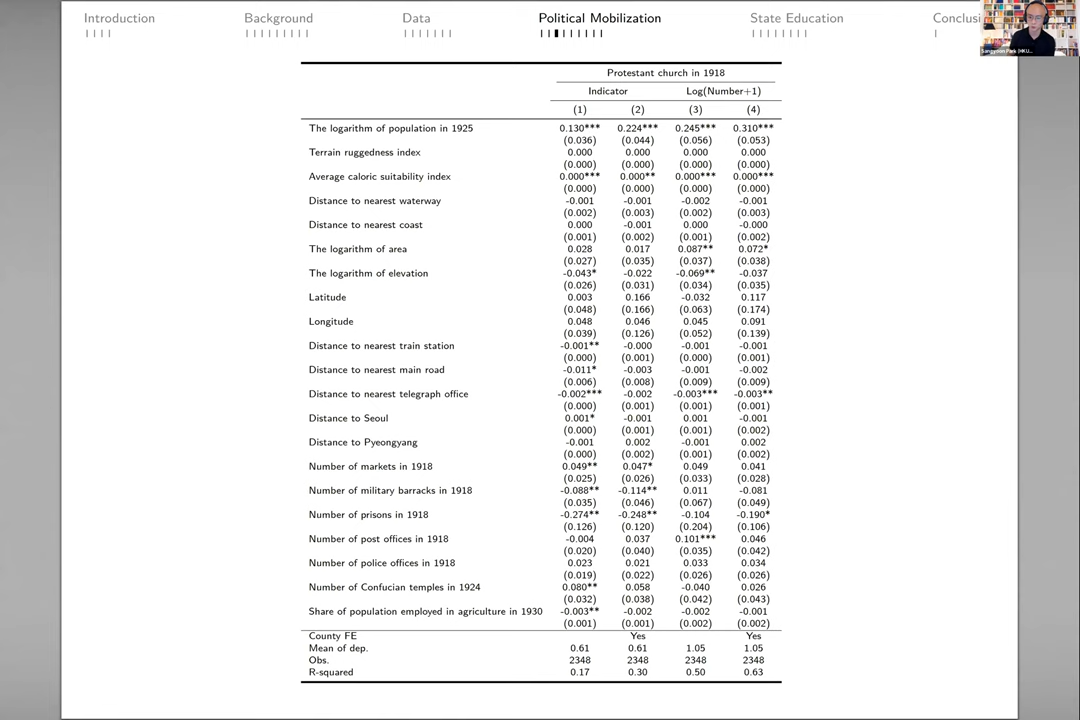 Introduction Background Data Political Mobilization State Education Conclusi
Sangyoon Park (HKU...
Protestant church in 1918
Indicator Log(Number+1)
(1) (2) (3) (4)
The logarithm of population in 1925 0.130*** 0.224*** 0.245*** 0.310***
(0.036) (0.044) (0.056) (0.053)
Terrain ruggedness index 0.000 0.000 0.000 0.000
(0.000) (0.000) (0.000) (0.000)
Average caloric suitability index 0.000*** 0.000** 0.000*** 0.000***
(0.000) (0.000) (0.000) (0.000)
Distance to nearest waterway -0.001 -0.001 -0.002 -0.001
(0.002) (0.003) (0.002) (0.003)
Distance to nearest coast 0.000 -0.001 0.000 -0.000
(0.001) (0.002) (0.001) (0.002)
The logarithm of area 0.028 0.017 0.087** 0.072*
(0.027) (0.035) (0.037) (0.038)
The logarithm of elevation -0.043* -0.022 -0.069** -0.037
(0.026) (0.031) (0.034) (0.035)
Latitude 0.003 0.166 -0.032 0.117
(0.048) (0.166) (0.063) (0.174)
Longitude 0.048 0.046 0.045 0.091
(0.039) (0.126) (0.052) (0.139)
Distance to nearest train station -0.001** -0.000 -0.001 -0.001
(0.000) (0.001) (0.000) (0.001)
Distance to nearest main road -0.011* -0.003 -0.001 -0.002
(0.006) (0.008) (0.009) (0.009)
Distance to nearest telegraph office -0.002*** -0.002 -0.003*** -0.003**
(0.000) (0.001) (0.001) (0.001)
Distance to Seoul 0.001* -0.001 0.001 -0.001
(0.000) (0.001) (0.001) (0.002)
Distance to Pyeongyang -0.001 0.002 -0.001 0.002
(0.000) (0.002) (0.001) (0.002)
Number of markets in 1918 0.049** 0.047* 0.049 0.041
(0.025) (0.026) (0.033) (0.028)
Number of military barracks in 1918 -0.088** -0.114** 0.011 -0.081
(0.035) (0.046) (0.067) (0.049)
Number of prisons in 1918 -0.274** -0.248** -0.104 -0.190*
(0.126) (0.120) (0.204) (0.106)
Number of post offices in 1918 -0.004 0.037 0.101*** 0.046
(0.020) (0.040) (0.035) (0.042)
Number of police offices in 1918 0.023 0.021 0.033 0.034
(0.019) (0.022) (0.026) (0.026)
Number of Confucian temples in 1924 0.080** 0.058 -0.040 0.026
(0.032) (0.038) (0.042) (0.043)
Share of population employed in agriculture in 1930 -0.003** -0.002 -0.002 -0.001
(0.001) (0.001) (0.002) (0.002)
County FE Yes Yes
Mean of dep. 0.61 0.61 1.05 1.05
Obs. 2348 2348 2348 2348
R-squared 0.17 0.30 0.50 0.63